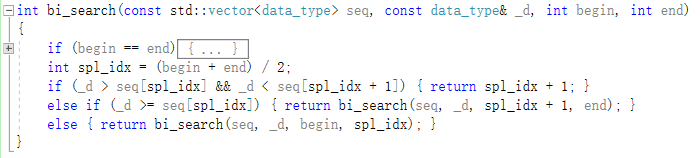 int bi_search(const std::vector<data_type> seq, const data_type& _d, int begin, int end)
{
if (begin == end) { ... }
int spl_idx = (begin + end) / 2;
if (_d > seq[spl_idx] && _d < seq[spl_idx + 1]) { return spl_idx + 1; }
else if (_d >= seq[spl_idx]) { return bi_search(seq, _d, spl_idx + 1, end); }
else { return bi_search(seq, _d, begin, spl_idx); }
}